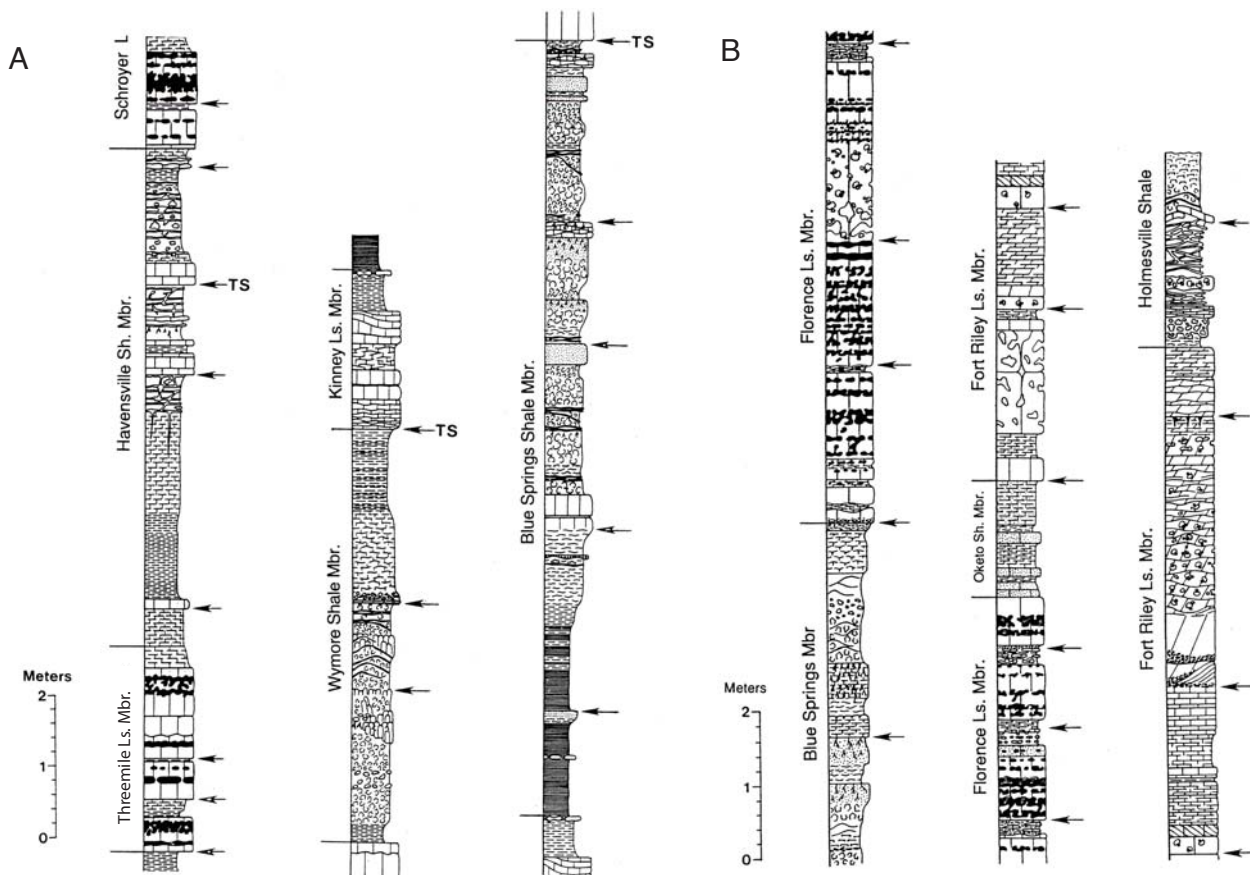 A
Schroyer L
Havensville Sh. Mbr.
TS
Threemile Ls. Mbr.
Meters
2
1
0
Kinney Ls. Mbr.
TS
Wymore Shale Mbr.
TS
Blue Springs Shale Mbr.
B
Florence Ls. Mbr.
Blue Springs Mbr
Meters
2
1
0
Fort Riley Ls. Mbr.
Oketo Sh. Mbr.
Florence Ls. Mbr.
Holmesville Shale
Fort Riley Ls. Mbr.